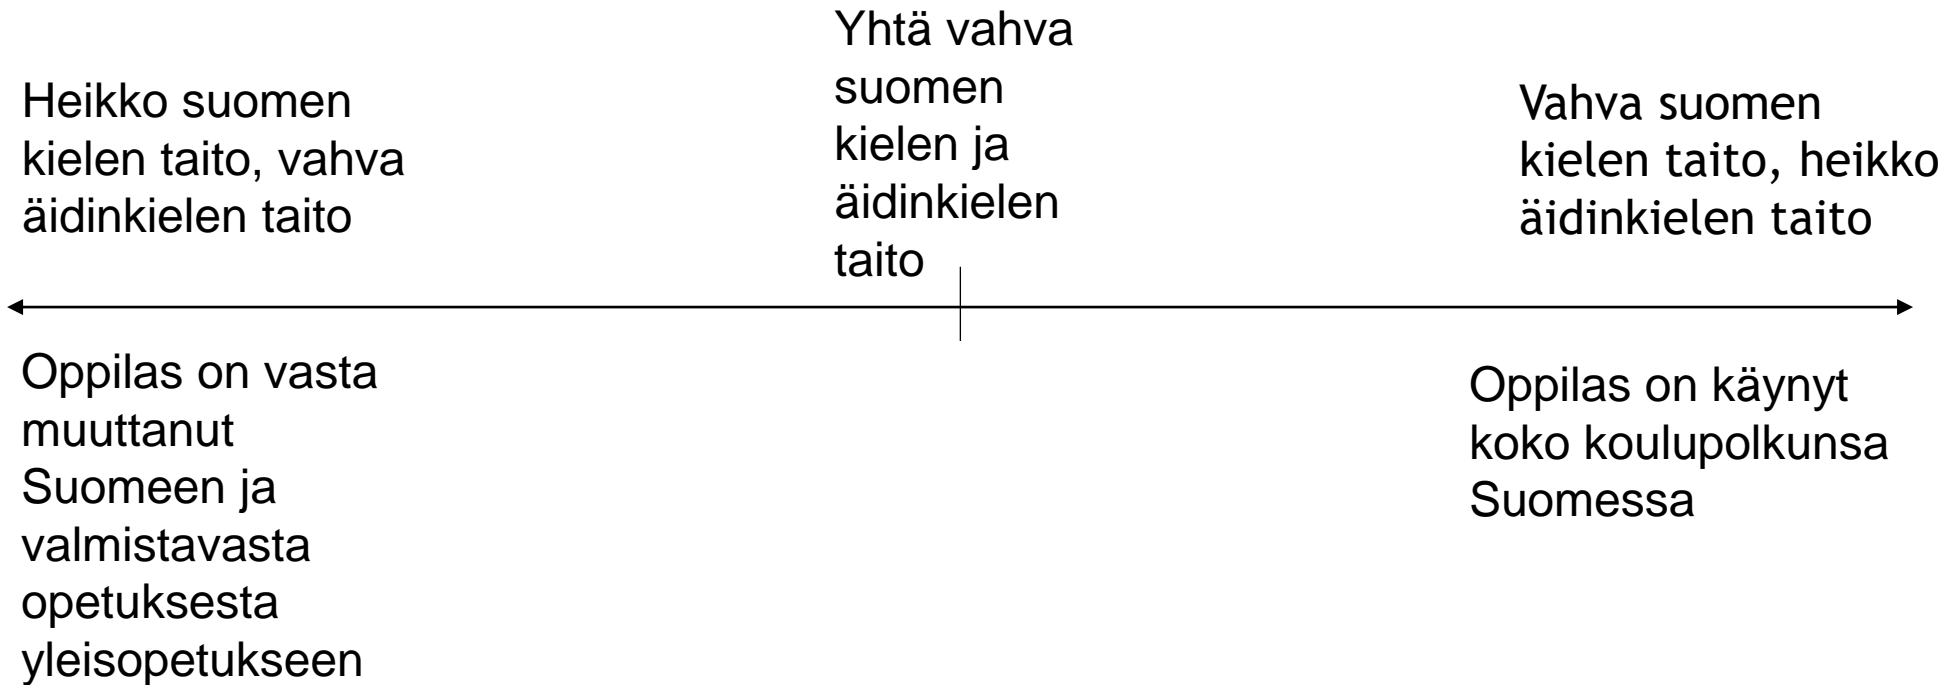 Heikko suomen
kielen taito, vahva
äidinkielen taito
Yhtä vahva
suomen
kielen ja
äidinkielen
taito
Vahva suomen
kielen taito, heikko
äidinkielen taito
Oppilas on vasta
muuttanut
Suomeen ja
valmistavasta
opetuksesta
yleisopetukseen
Oppilas on käynyt
koko koulupolkunsa
Suomessa